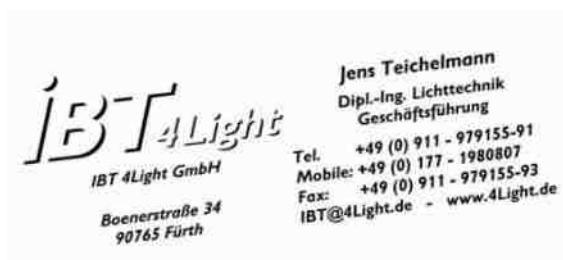 iBT 4Light
IBT 4Light GmbH
Boenerstraße 34
90765 Fürth
Jens Teichelmann
Dipl.-Ing. Lichttechnik
Geschäftsführung
Tel. +49 (0) 911 - 979155-91
Mobile: +49 (0) 177 - 1980807
Fax: +49 (0) 911 - 979155-93
IBT@4Light.de - www.4Light.de